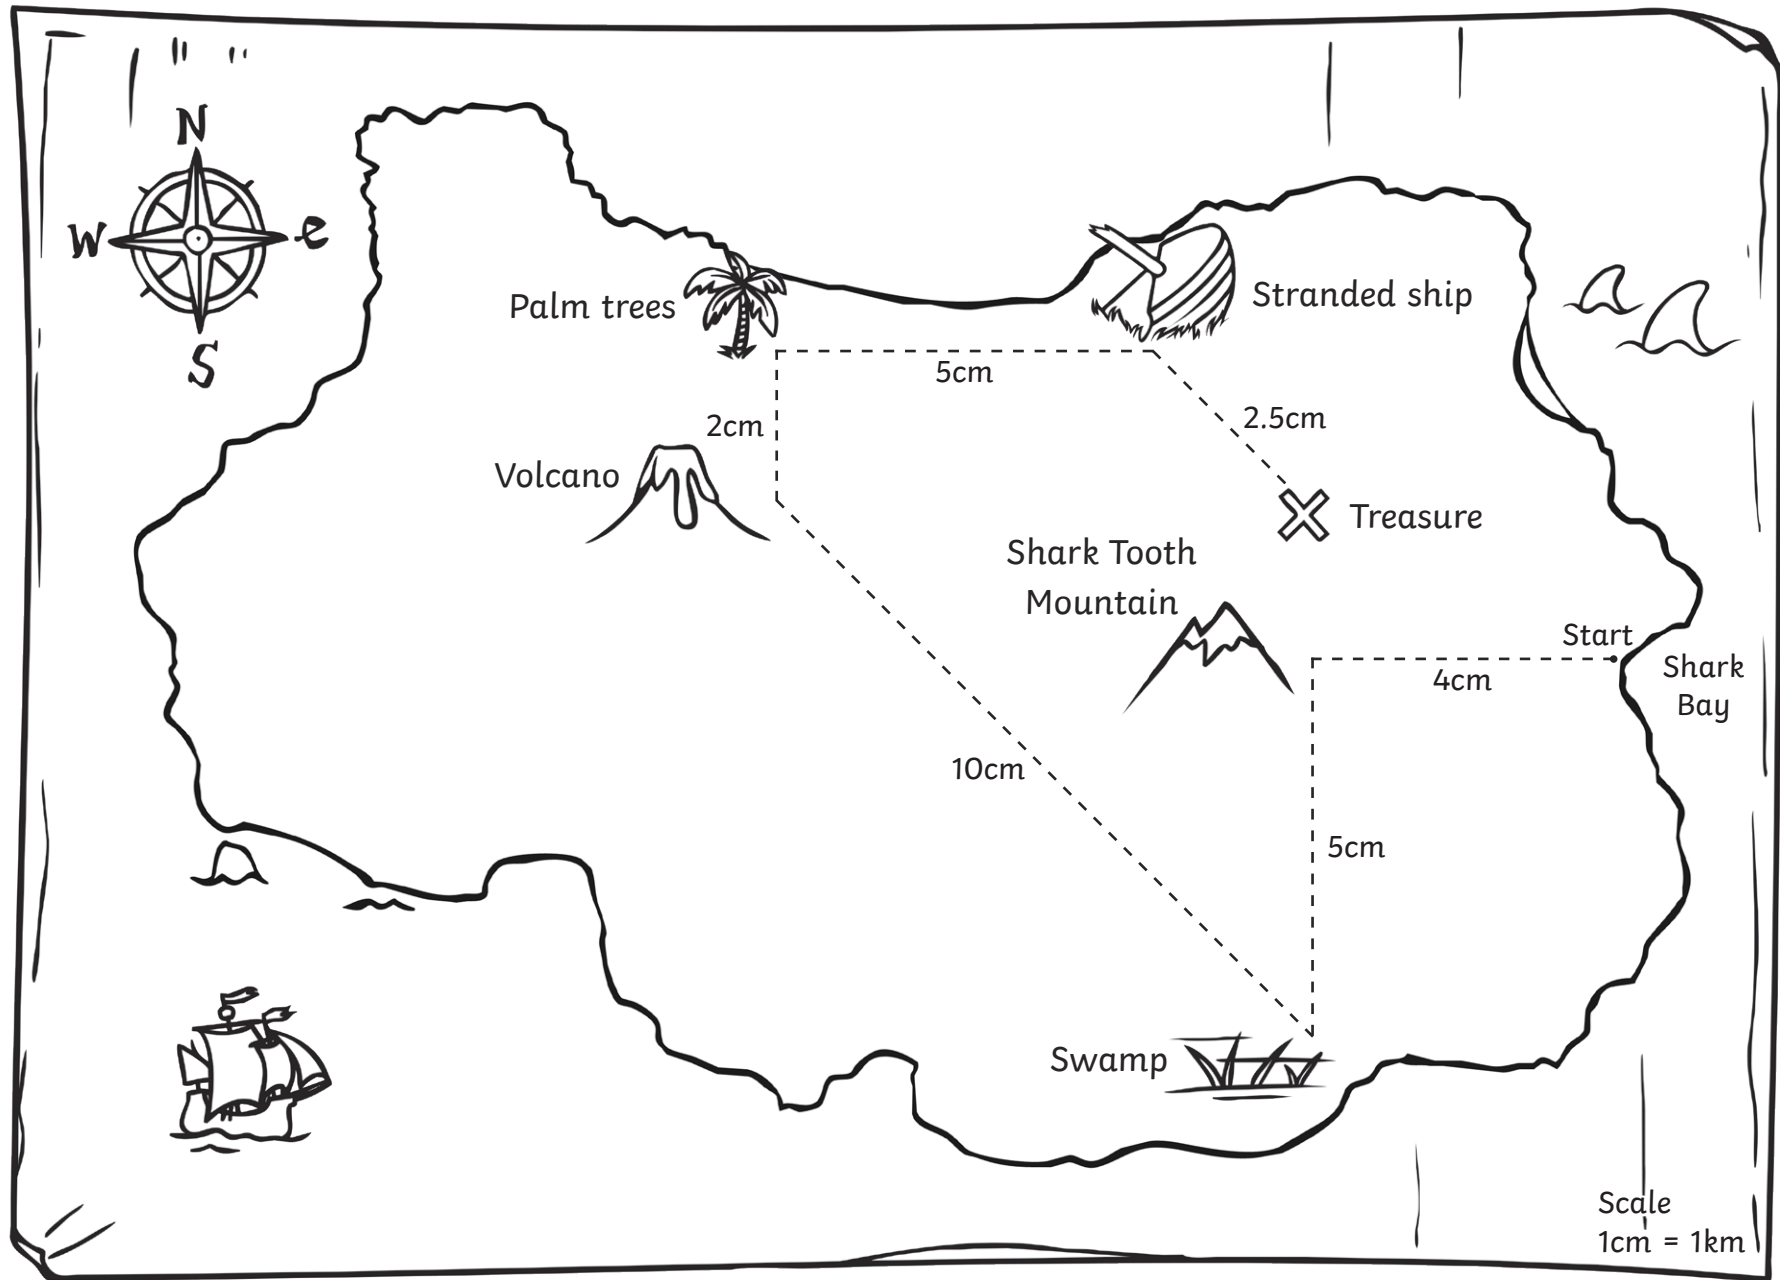 N
W
e
S
Palm trees
Stranded ship
5cm
2.5cm
2cm
Volcano
Treasure
Shark Tooth
Mountain
Start
Shark
Bay
4cm
10cm
5cm
Swamp
Scale
1cm = 1km